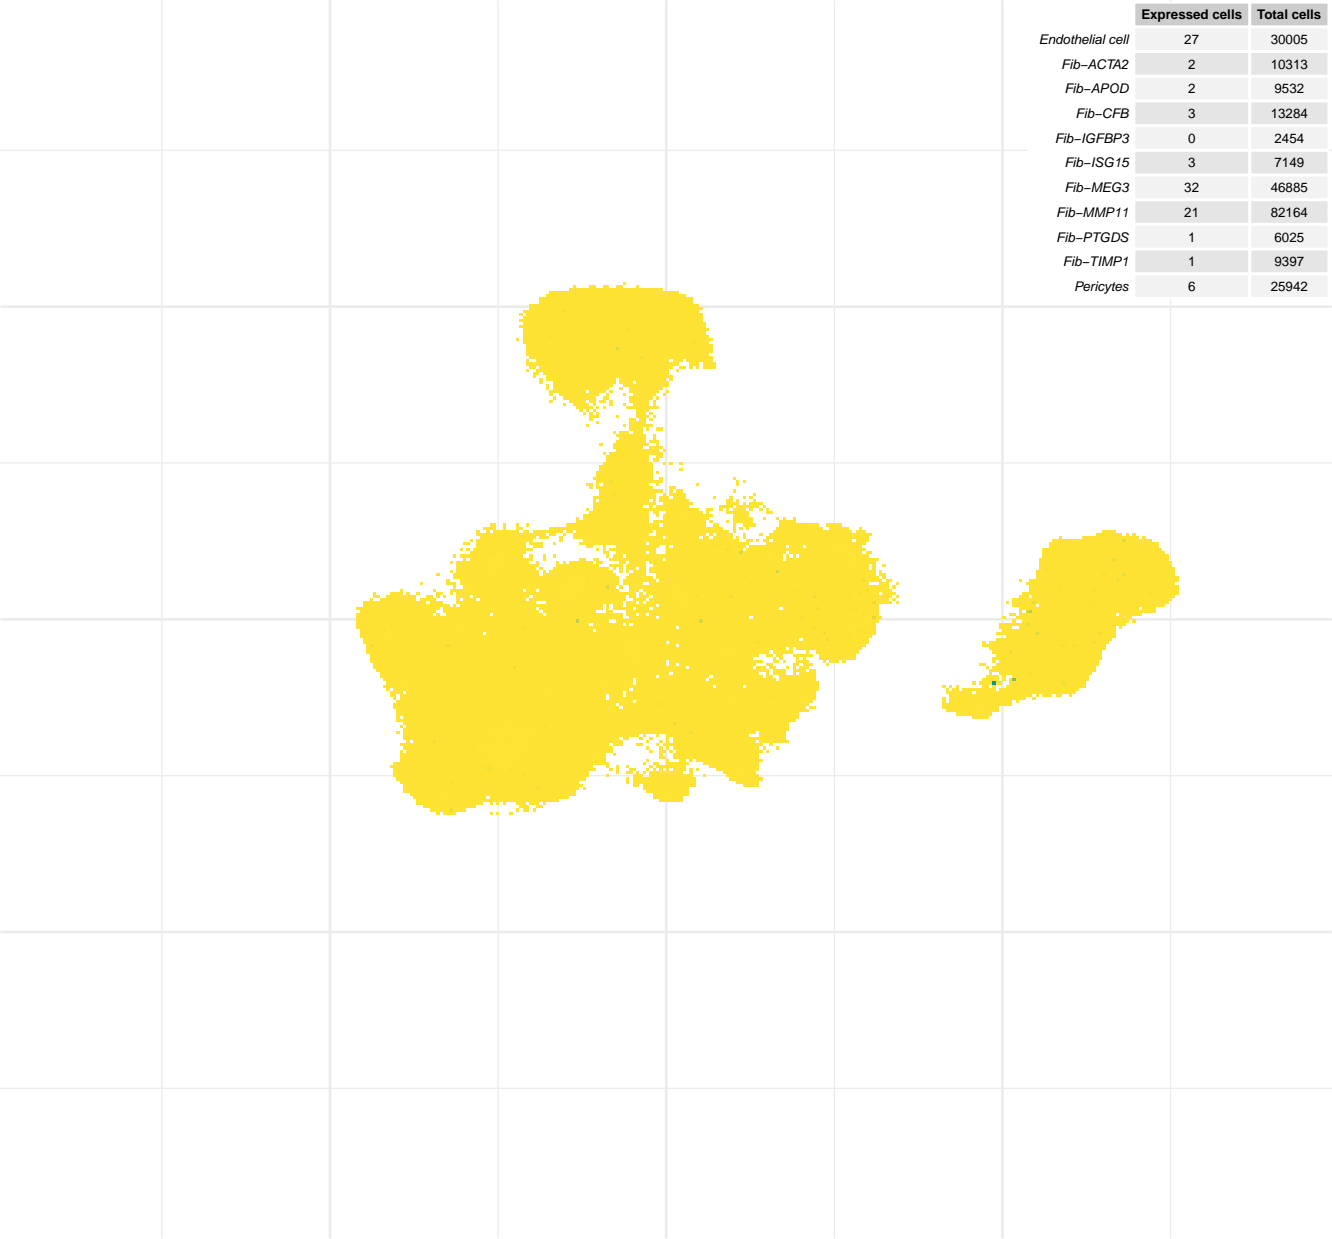 Expressed cells Total cells
Endothelial cell 27 30005
Fib−ACTA2 2 10313
Fib−APOD 2 9532
Fib−CFB 3 13284
Fib−IGFBP3 0 2454
Fib−ISG15 3 7149
Fib−MEG3 32 46885
Fib−MMP11 21 82164
Fib−PTGDS 1 6025
Fib−TIMP1 1 9397
Pericytes 6 25942